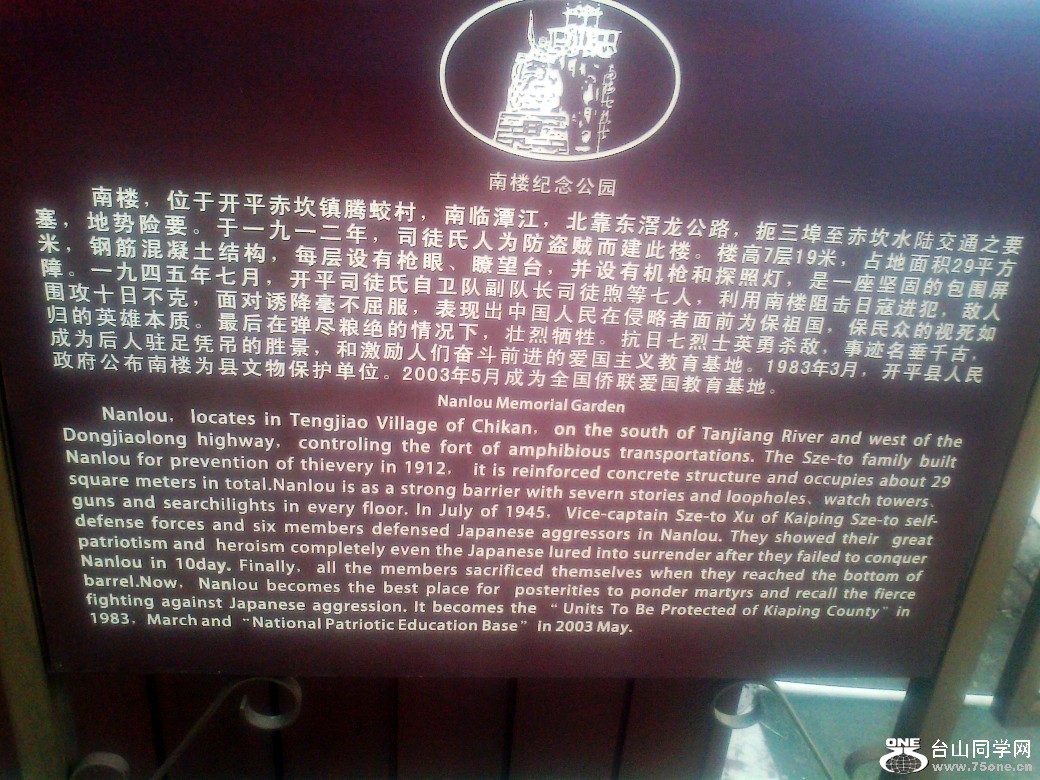 南楼纪念公园
南楼，位于开平赤坎镇腾蛟村，南临潭江，北靠东滘龙公路，扼三埠至赤坎水陆交通之要
塞，地势险要。于一九一二年，司徒氏人为防盗贼而建此楼。楼高7层19米，占地面积29平方
米，钢筋混凝土结构，每层设有枪眼、瞭望台，并设有机枪和探照灯，是一座坚固的包围屏
障。一九四五年七月，开平司徒氏自卫队副队长司徒煦等七人，利用南楼阻击日寇进犯，敌人
围攻十日不克，面对诱降毫不屈服，表现出中国人民在侵略者面前为保祖国，保民众的视死如
归的英雄本质。最后在弹尽粮绝的情况下，壮烈牺牲。抗日七烈士英勇杀敌，事迹名垂千古，
成为后人驻足凭吊的胜景，和激励人们奋斗前进的爱国主义教育基地。1983年3月，开平县人民
政府公布南楼为县文物保护单位。2003年5月成为全国侨联爱国教育基地。
Nanlou Memorial Garden
Nanlou, locates in Tengjiao Village of Chikan, on the south of Tanjiang River and west of the
Dongjiaolong highway, controling the fort of amphibious transportations. The Sze-to family built
Nanlou for prevention of thievery in 1912, it is reinforced concrete structure and occupies about 29
square meters in total.Nanlou is as a strong barrier with severn stories and loopholes、watch towers、
guns and searchilights in every floor. In July of 1945, Vice-captain Sze-to Xu of Kaiping Sze-to self-
defense forces and six members defensed Japanese aggressors in Nanlou. They showed their great
patriotism and heroism completely even the Japanese lured into surrender after they failed to conquer
Nanlou in 10day. Finally, all the members sacrificed themselves when they reached the bottom of
barrel.Now, Nanlou becomes the best place for posterities to ponder martyrs and recall the fierce
fighting against Japanese aggression. It becomes the “Units To Be Protected of Kiaping County” in
1983, March and “National Patriotic Education Base” in 2003 May.
ONE
台山同学网
www.75one.cn